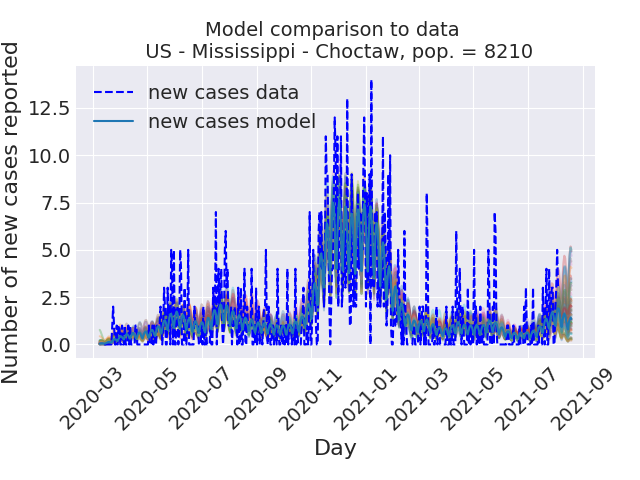 Model comparison to data
US - Mississippi - Choctaw, pop. = 8210
Number of new cases reported
12.5
10.0
7.5
5.0
2.5
0.0
new cases data
new cases model
2020-03
2020-05
2020-07
2020-09
2020-11
2021-01
2021-03
2021-05
2021-07
2021-09
Day